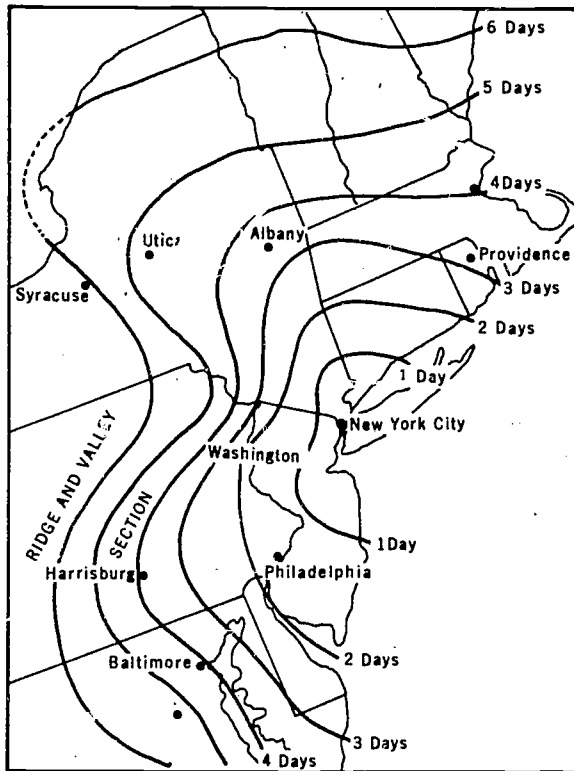 6 Days
5 Days
4Days
Utica
Albany
Providence
Syracuse
3 Days
2 Days
1 Day
New York City
RIDGE AND VALLEY
SECTION
Washington
1Day
Harrisburg
Philadelphia
Baltimore
2 Days
3 Days
4 Days